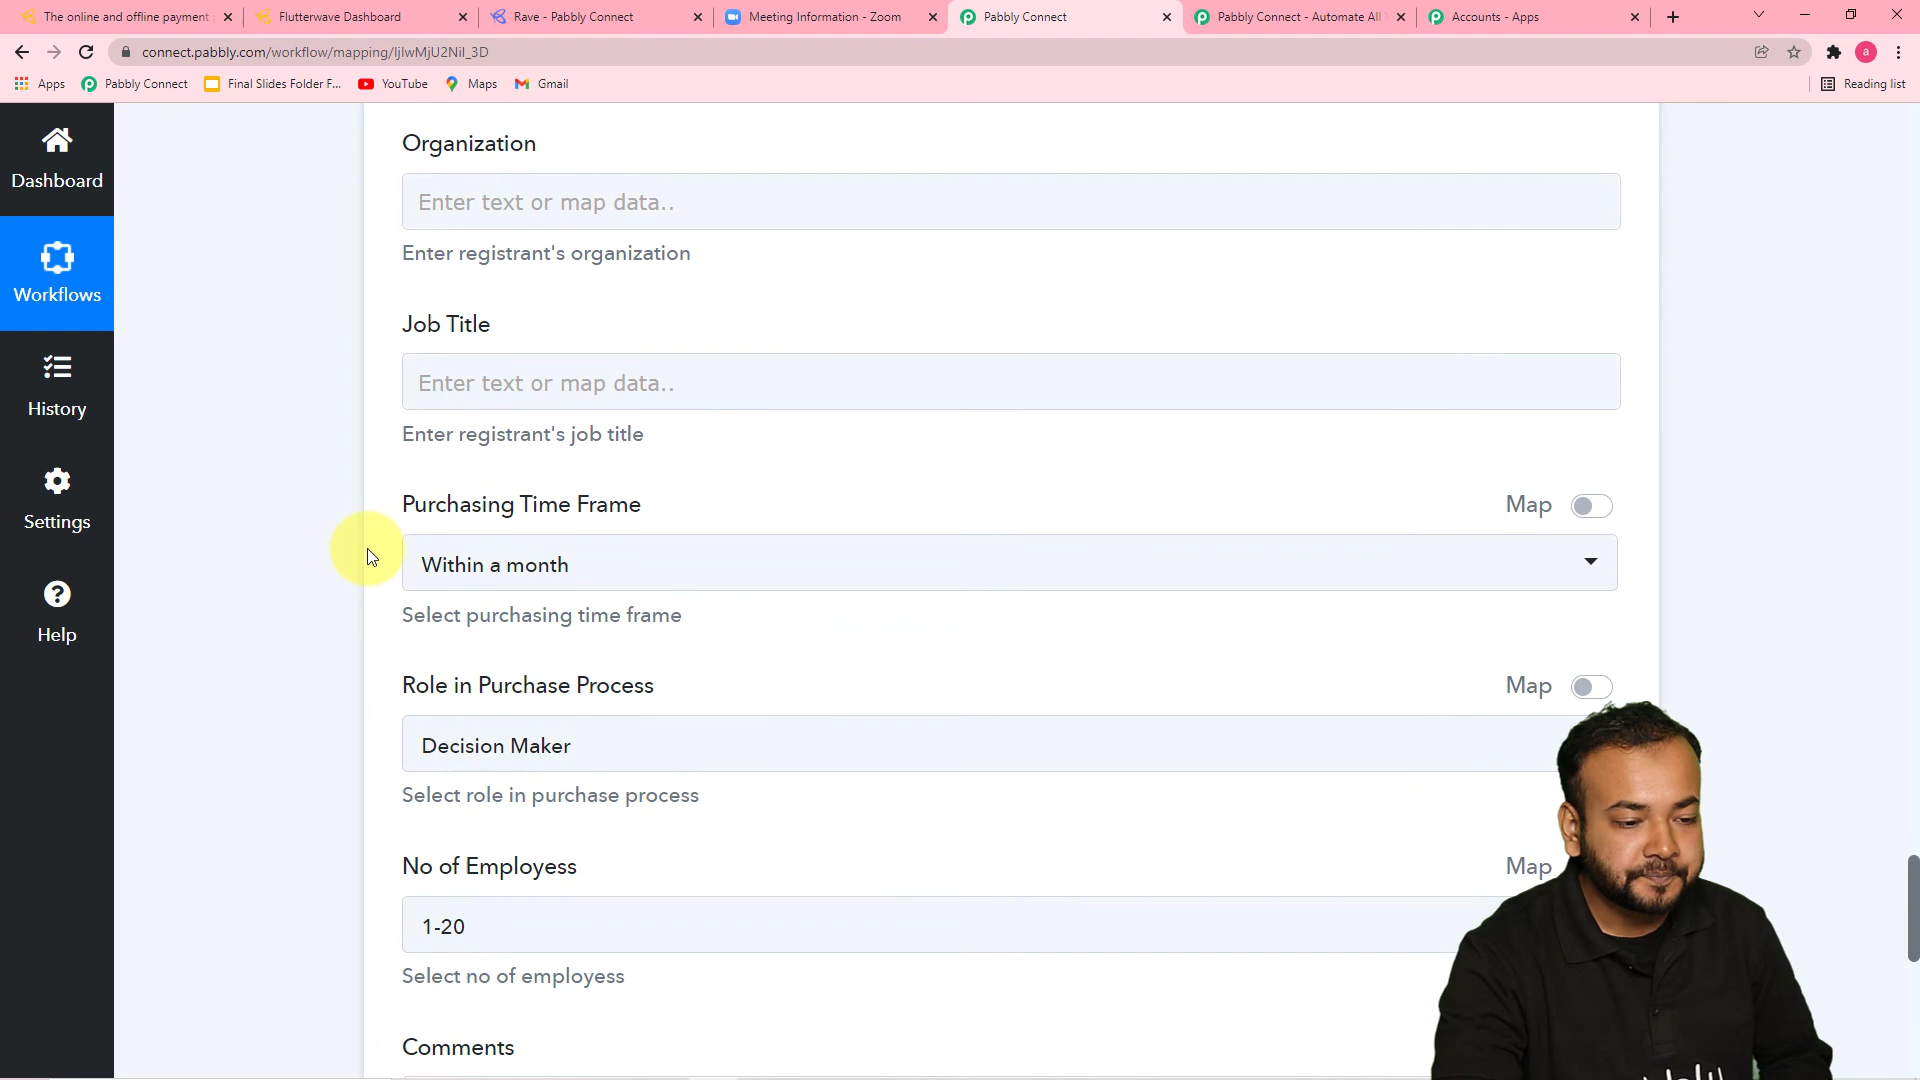 The online and offline payment
Flutterwave Dashboard
Rave - Pabbly Connect
Meeting Information - Zoom
Pabbly Connect
Pabbly Connect - Automate All
Accounts - Apps
connect.pabbly.com/workflow/mapping/IjIwMjU2NiI_3D
a
Apps
Pabbly Connect
Final Slides Folder F...
YouTube
Maps
Gmail
Reading list
Dashboard
Workflows
History
Settings
Help
Organization
Enter text or map data..
Enter registrant's organization
Job Title
Enter text or map data..
Enter registrant's job title
Purchasing Time Frame
Map
Within a month
Select purchasing time frame
Role in Purchase Process
Map
Decision Maker
Select role in purchase process
No of Employess
Map
1-20
Select no of employess
Comments